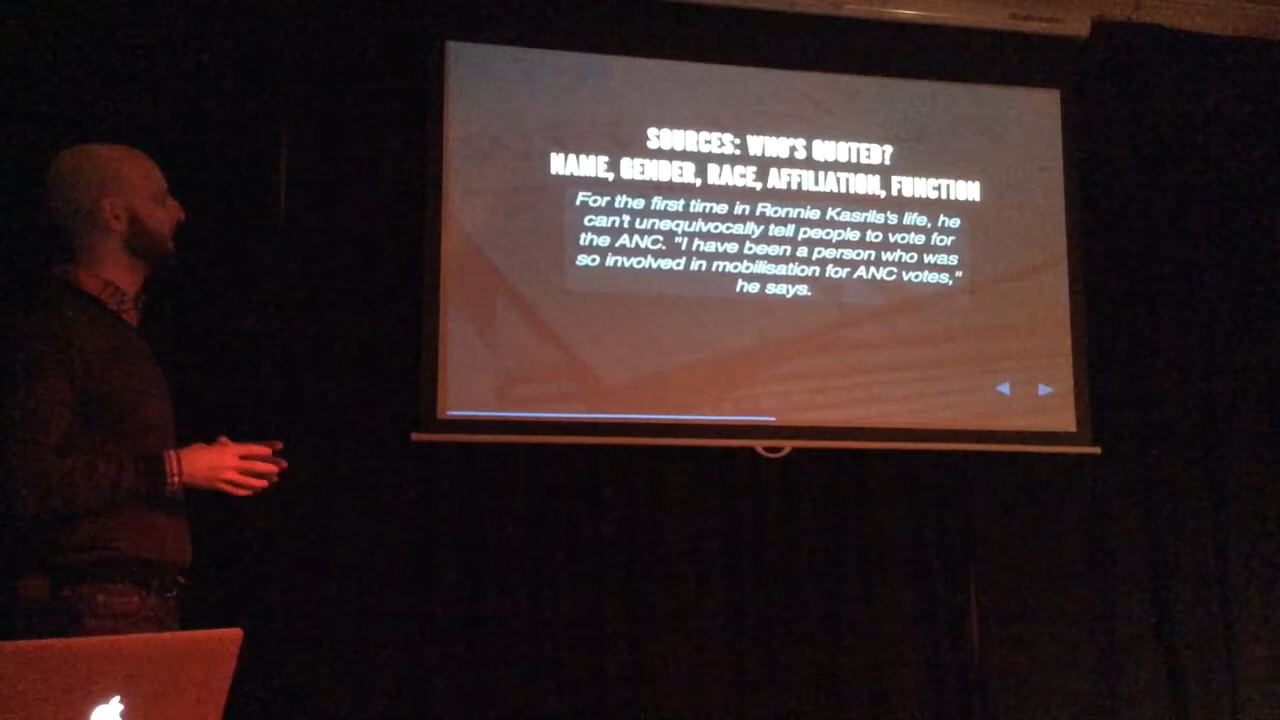 SOURCES: WHO'S QUOTED?
NAME, GENDER, RACE, AFFILIATION, FUNCTION
For the first time in Ronnie Kasrils's life, he
can't unequivocally tell people to vote for
the ANC. "I have been a person who was
so involved in mobilisation for ANC votes,"
he says.